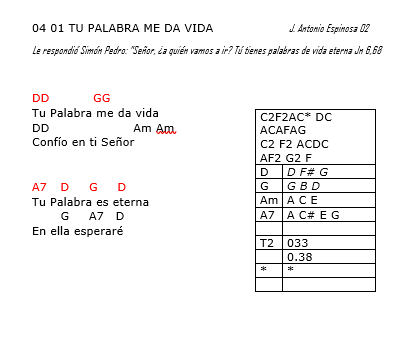 04 01 TU PALABRA ME DA VIDA J. Antonio Espinosa 02
Le respondió Simón Pedro: "Señor, ¿a quién vamos a ir? Tú tienes palabras de vida eterna Jn 6,68
DD GG
Tu Palabra me da vida
DD Am Am
Confío en ti Señor
A7 D G D
Tu Palabra es eterna
G A7 D
En ella esperaré
C2F2AC* DC
ACAFAG
C2 F2 ACDC
AF2 G2 F
D D F# G
G G B D
Am A C E
A7 A C# E G
T2 033
0.38
* *